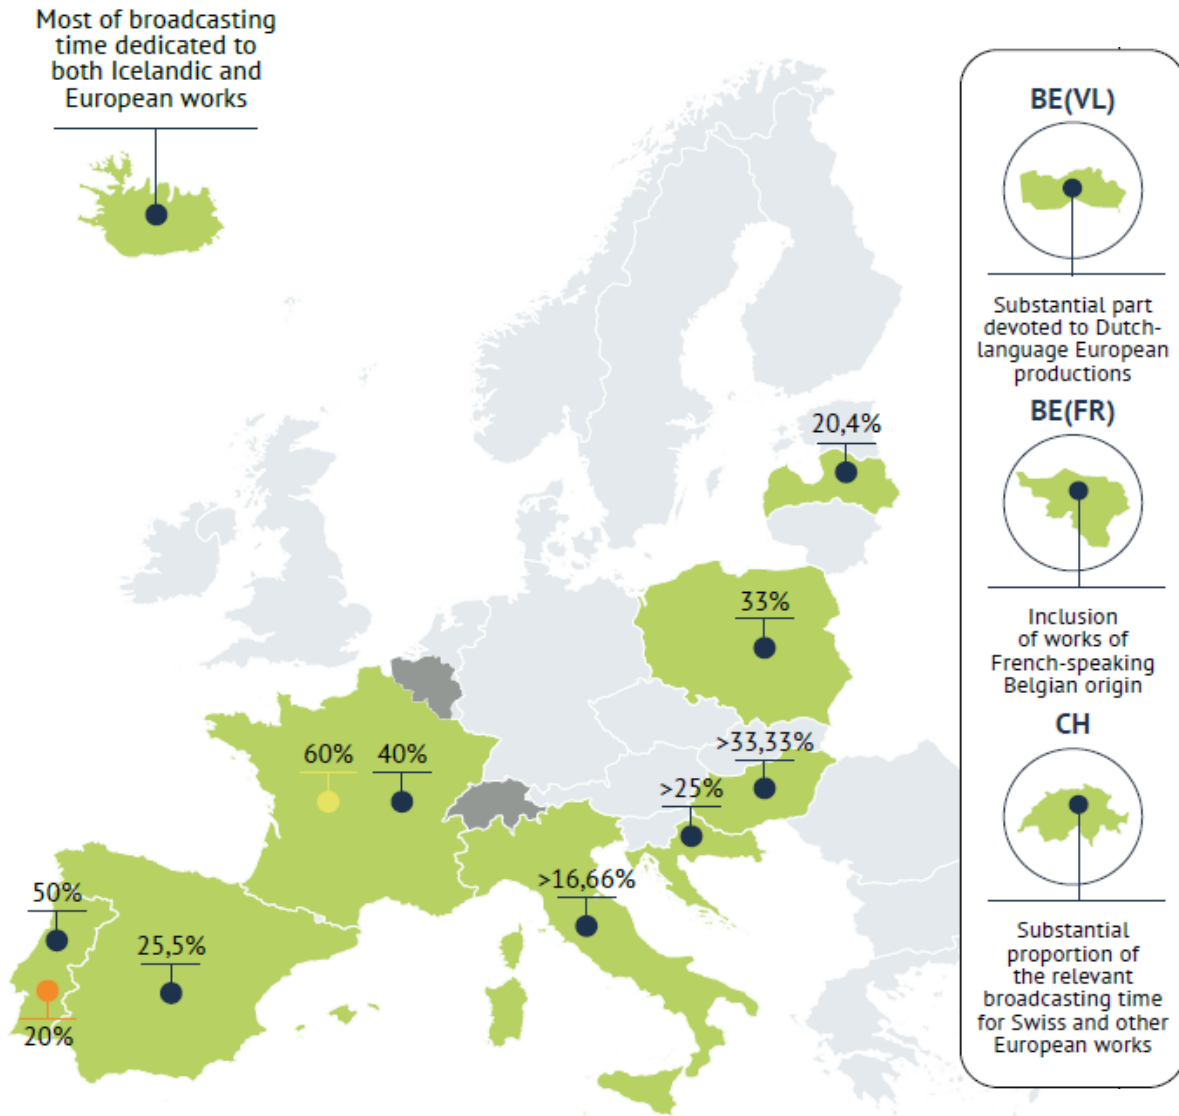 Most of broadcasting
time dedicated to
both Icelandic and
European works
BE(VL)
Substantial part
devoted to Dutch-
language European
productions
BE(FR)
Inclusion
of works of
French-speaking
Belgian origin
CH
Substantial
proportion of
the relevant
broadcasting time
for Swiss and other
European works
20,4%
33%
>33,33%
>25%
60%
40%
>16,66%
50%
25,5%
20%